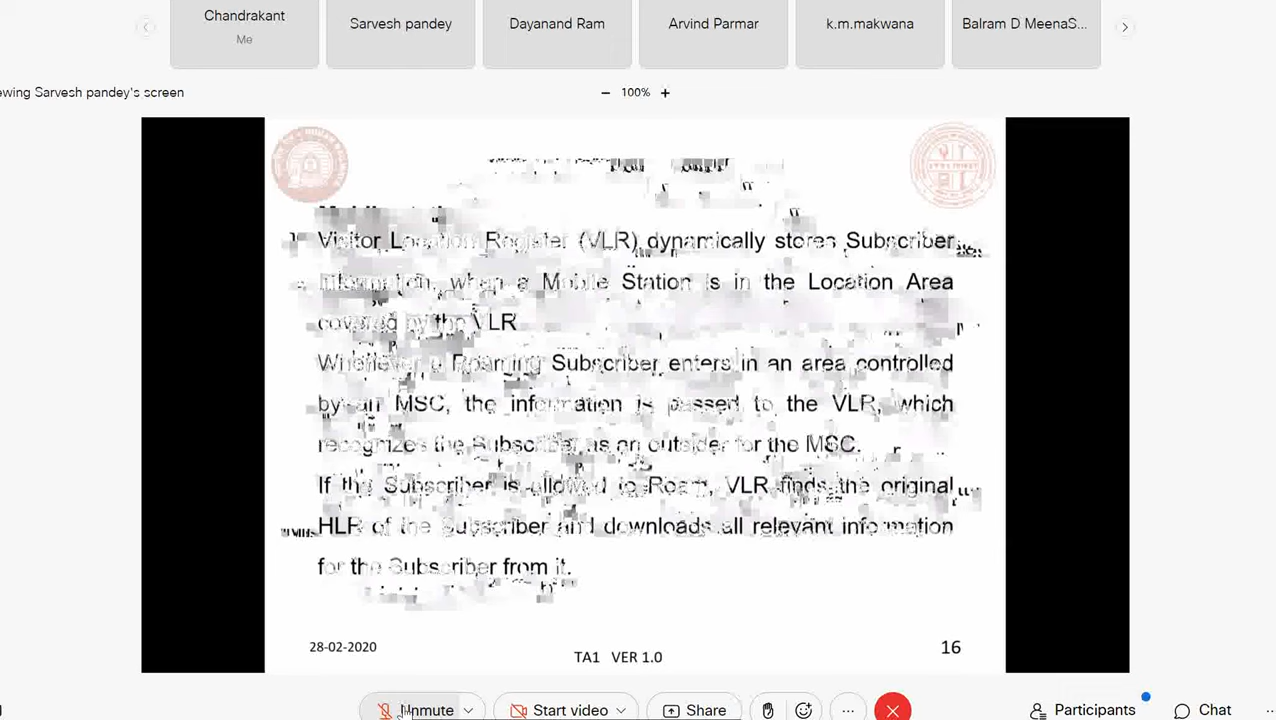 Chandrakant
Me
Sarvesh pandey
Dayanand Ram
Arvind Parmar
k.m.makwana
Balram D MeenaS...
ewing Sarvesh pandey's screen
100%
Visitor Location Register (VLR) dynamically stores Subscriber
Information, when a Mobile Station is in the Location Area
covered by the VLR
Whenever a Roaming Subscriber enters in an area controlled
by an MSC, the information is passed to the VLR, which
recognizes the Subscriber as an outsider for the MSC.
If the Subscriber is allowed to Roam, VLR finds the original
HLR of the Subscriber and downloads all relevant information
for the Subscriber from it.
28-02-2020
TA1 VER 1.0
16
Unmute
Start video
Share
Participants
Chat